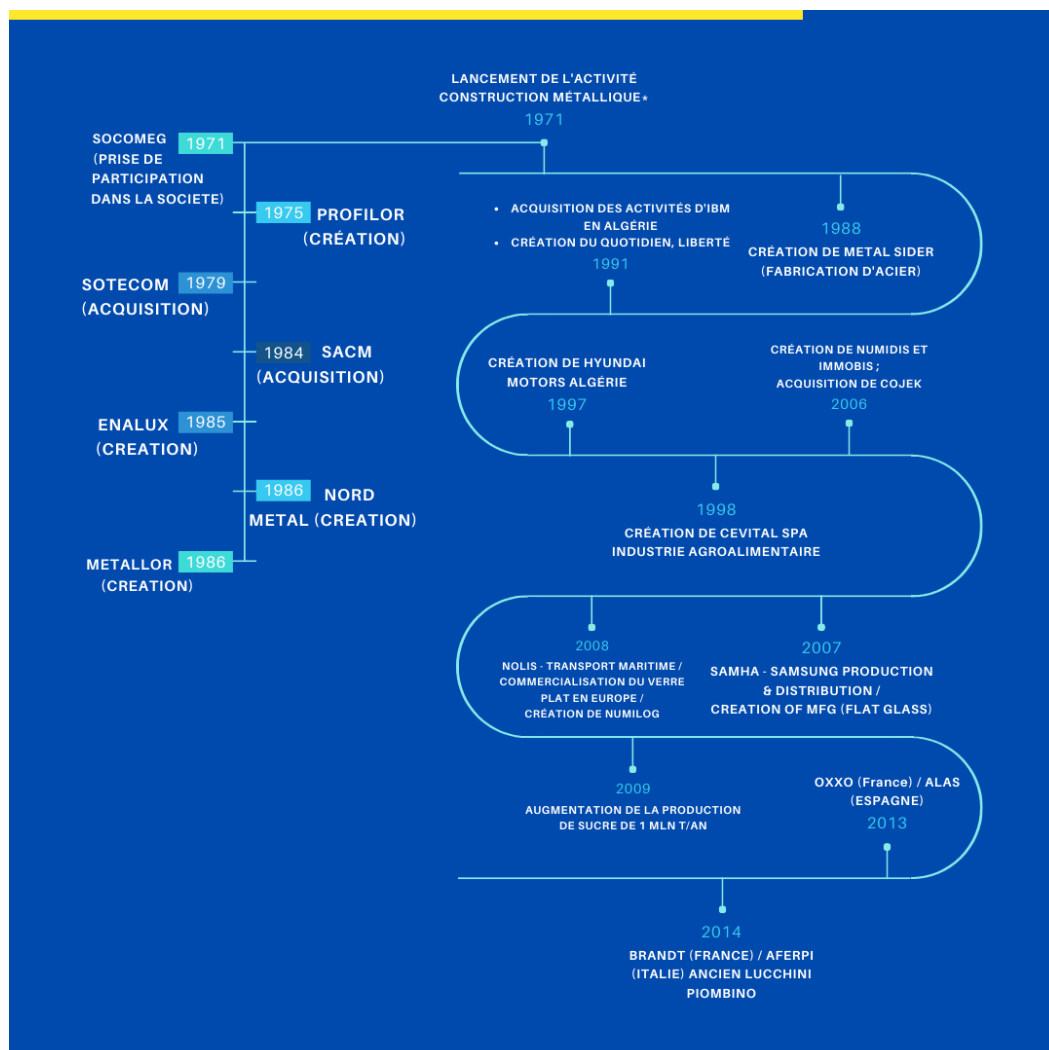 LANCEMENT DE L'ACTIVITÉ
CONSTRUCTION MÉTALLIQUE*
1971
SOCOMEG 1971
(PRISE DE
PARTICIPATION
DANS LA SOCIETE)
1975 PROFILOR
(CRÉATION)
SOTECOM 1979
(ACQUISITION)
1984 SACM
(ACQUISITION)
ENALUX 1985
(CREATION)
1986 NORD
METAL (CREATION)
METALLOR 1986
(CREATION)
1988
CRÉATION DE METAL SIDER
(FABRICATION D'ACIER)
• ACQUISITION DES ACTIVITÉS D'IBM
EN ALGÉRIE
• CRÉATION DU QUOTIDIEN, LIBERTÉ
1991
CRÉATION DE HYUNDAI
MOTORS ALGÉRIE
1997
1998
CRÉATION DE CEVITAL SPA
INDUSTRIE AGROALIMENTAIRE
CRÉATION DE NUMIDIS ET
IMMOBIS ;
ACQUISITION DE COJEK
2006
2007
SAMHA - SAMSUNG PRODUCTION
& DISTRIBUTION /
CREATION OF MFG (FLAT GLASS)
2008
NOLIS - TRANSPORT MARITIME /
COMMERCIALISATION DU VERRE
PLAT EN EUROPE /
CRÉATION DE NUMILOG
2009
AUGMENTATION DE LA PRODUCTION
DE SUCRE DE 1 MLN T/AN
OXXO (France) / ALAS
(ESPAGNE)
2013
2014
BRANDT (FRANCE) / AFERPI
(ITALIE) ANCIEN LUCCHINI
PIOMBINO